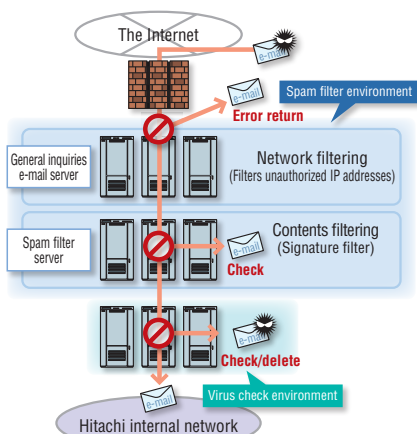 The Internet
e-mail
e-mail
Error return
Spam filter environment
General inquiries
e-mail server
Network filtering
(Filters unauthorized IP addresses)
Spam filter
server
Contents filtering
(Signature filter)
e-mail
Check
e-mail
Check/delete
Virus check environment
e-mail
Hitachi internal network